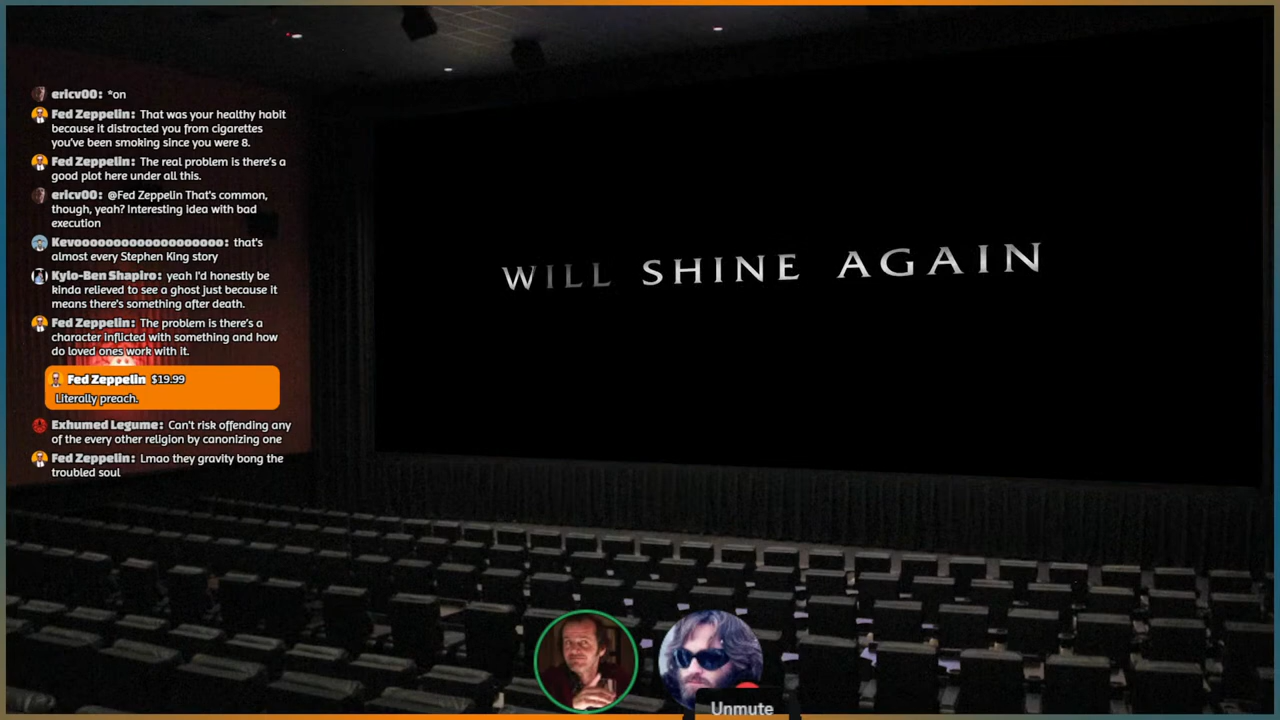 ericv00: *on
Fed Zeppelin: That was your healthy habit
because it distracted you from cigarettes
you've been smoking since you were 8.
Fed Zeppelin: The real problem is there's a
good plot here under all this.
ericv00: @Fed Zeppelin That's common,
though, yeah? Interesting idea with bad
execution
Kevooooooooooooooooooo: that's
almost every Stephen King story
Kylo-Ben Shapiro: yeah I'd honestly be
kinda relieved to see a ghost just because it
means there's something after death.
Fed Zeppelin: The problem is there's a
character inflicted with something and how
do loved ones work with it.
Fed Zeppelin $19.99
Literally preach.
Exhumed Legume: Can't risk offending any
of the every other religion by canonizing one
Fed Zeppelin: Lmao they gravity bong the
troubled soul
WILL SHINE AGAIN
Unmute